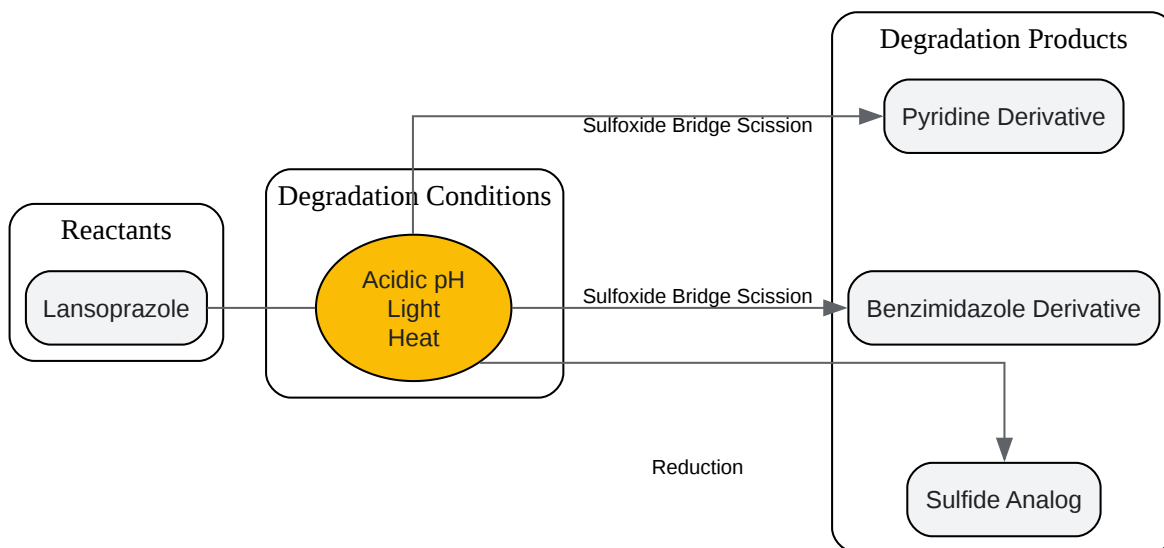 Reactants
Lansoprazole
Degradation Conditions
Acidic pH
Light
Heat
Sulfoxide Bridge Scission
Sulfoxide Bridge Scission
Reduction
Degradation Products
Pyridine Derivative
Benzimidazole Derivative
Sulfide Analog